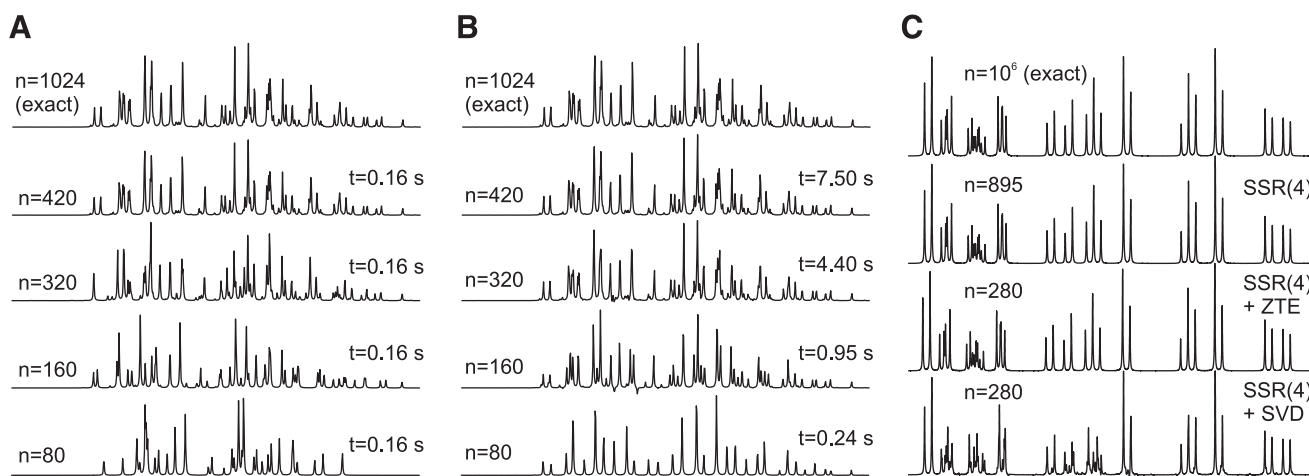 A
n=1024
(exact)
n=420
t=0.16 s
n=320
t=0.16 s
n=160
t=0.16 s
n=80
t=0.16 s
B
n=1024
(exact)
n=420
t=7.50 s
n=320
t=4.40 s
n=160
t=0.95 s
n=80
t=0.24 s
C
n=10⁶ (exact)
n=895
SSR(4)
n=280
SSR(4)
+ ZTE
n=280
SSR(4)
+ SVD